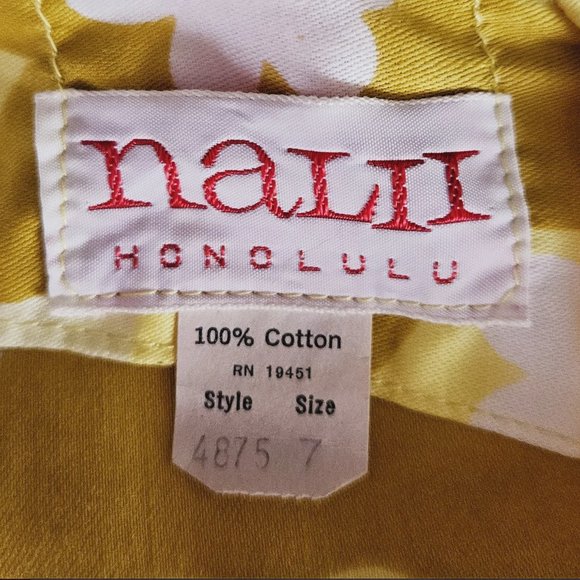 naLII
HONOLULU
100% Cotton
RN 19451
Style Size
4875 7